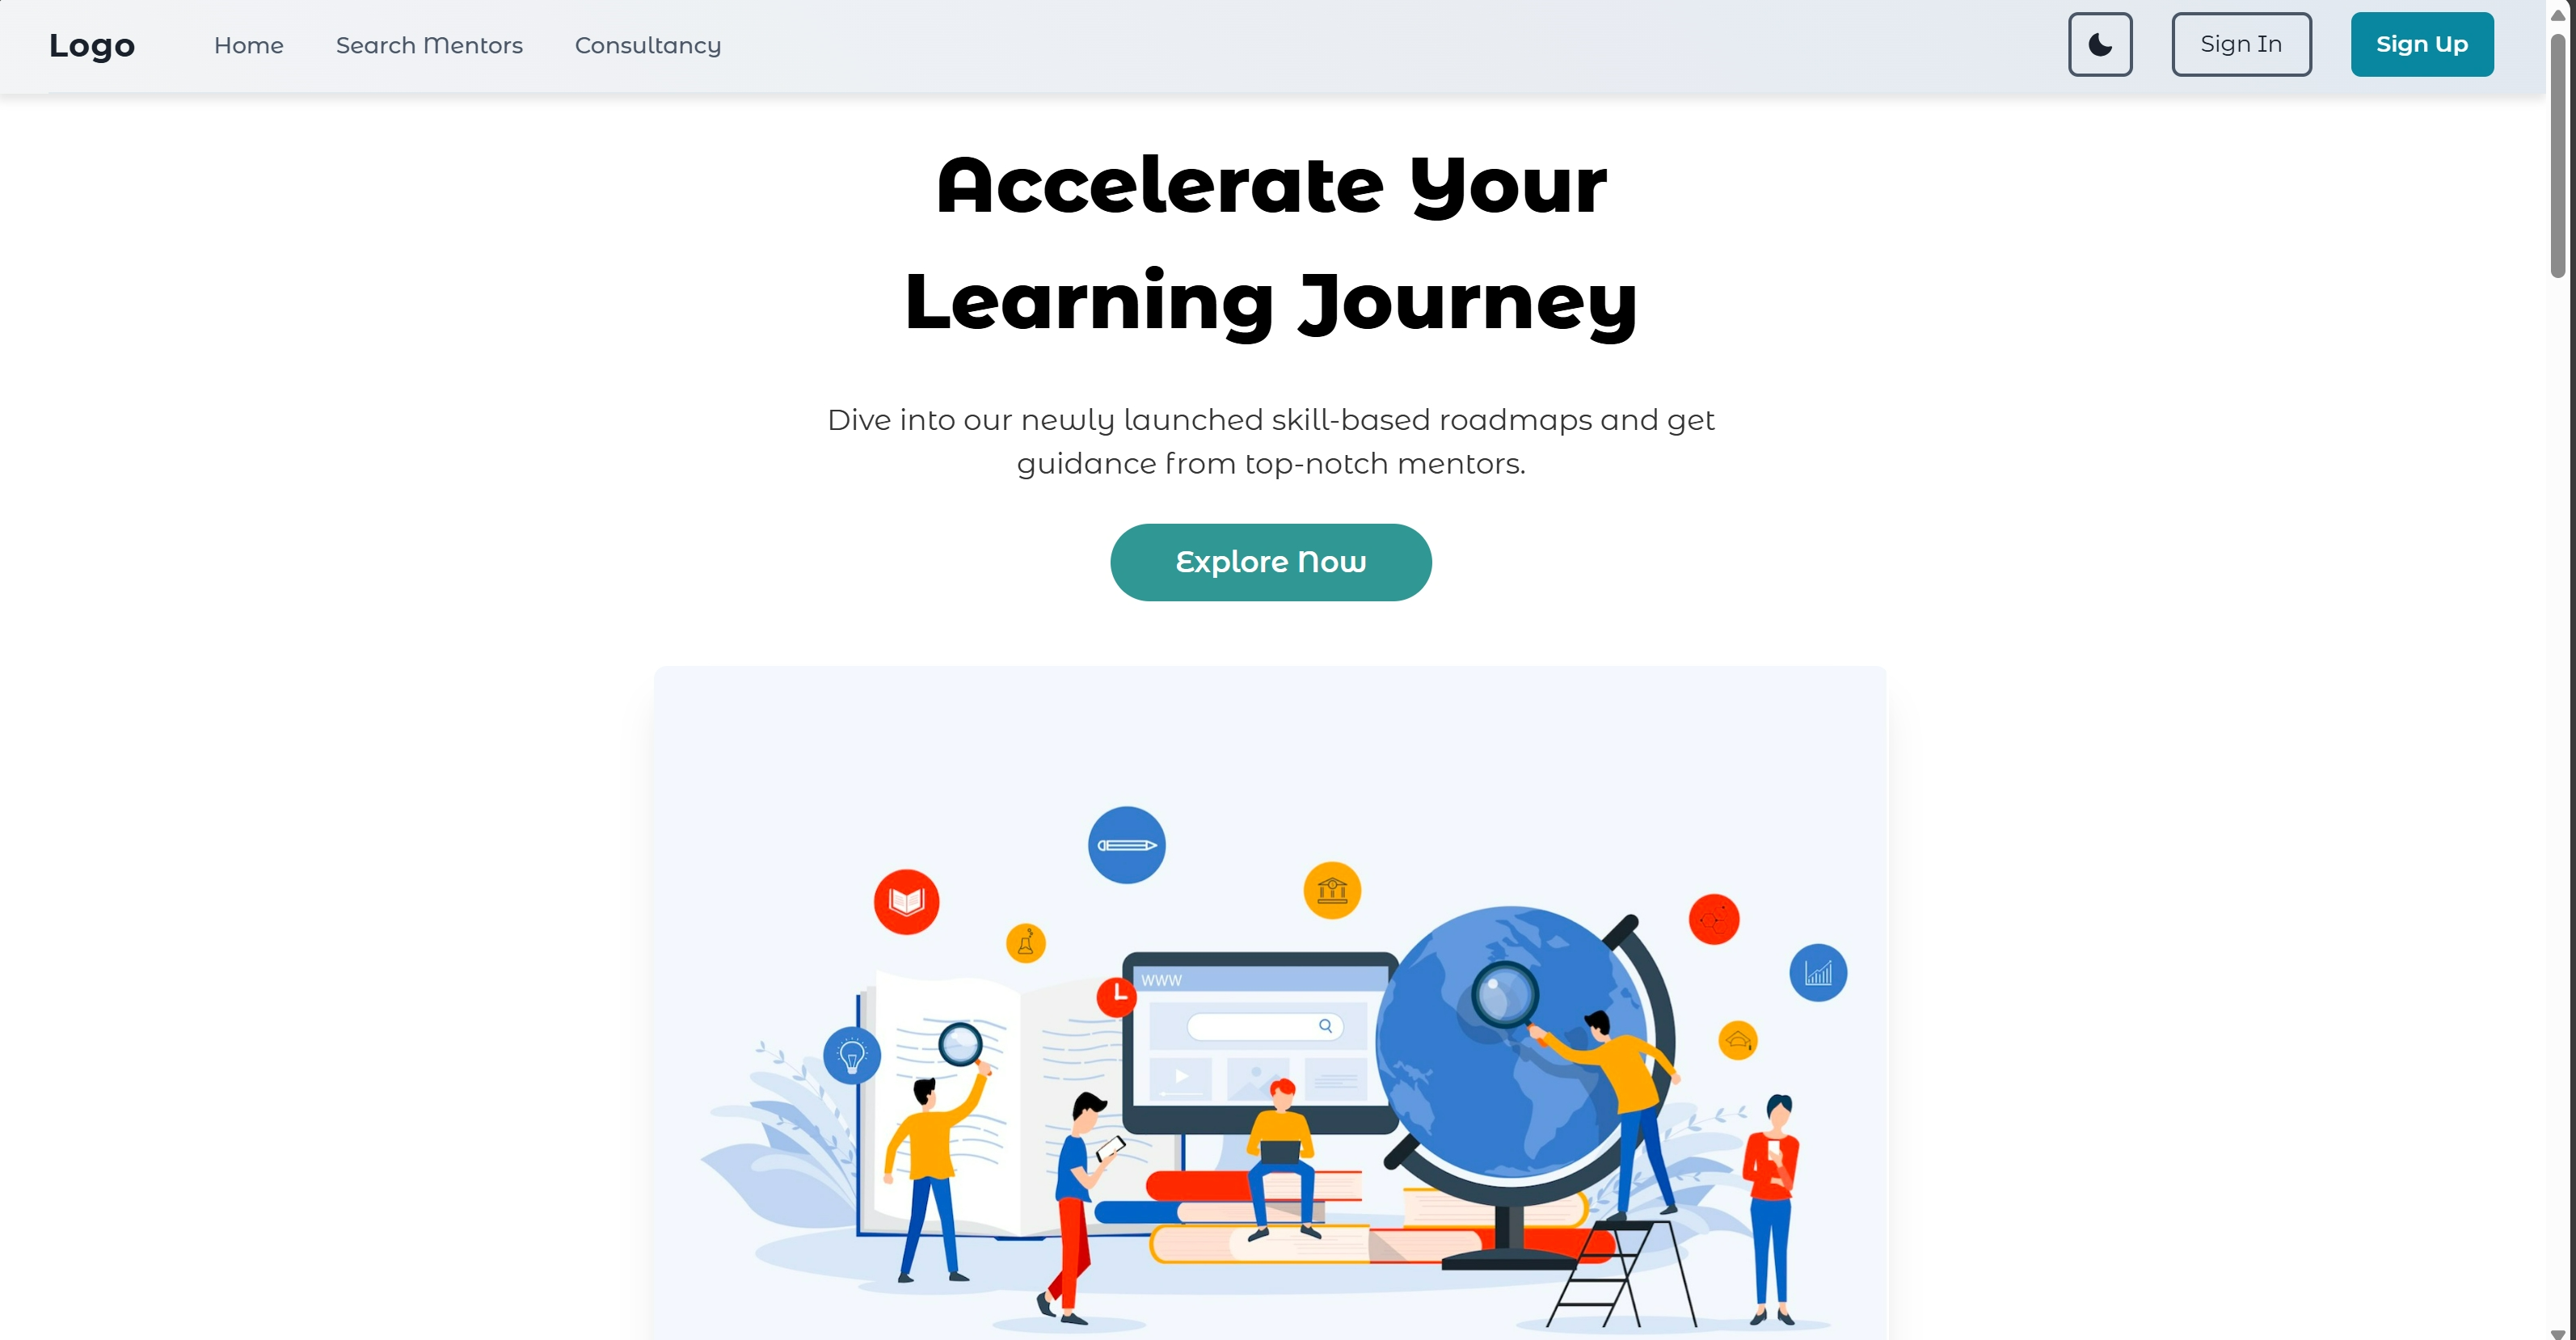 Logo
Home
Search Mentors
Consultancy
Sign In
Sign Up
Accelerate Your
Learning Journey
Dive into our newly launched skill-based roadmaps and get
guidance from top-notch mentors.
Explore Now
WWW